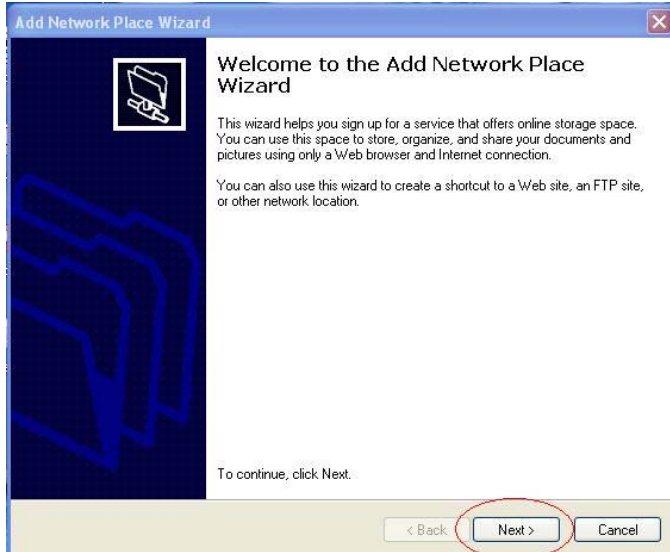 Add Network Place Wizard
Welcome to the Add Network Place
Wizard
This wizard helps you sign up for a service that offers online storage space.
You can use this space to store, organize, and share your documents and
pictures using only a Web browser and Internet connection.
You can also use this wizard to create a shortcut to a Web site, an FTP site,
or other network location.
To continue, click Next.
< Back
Next >
Cancel